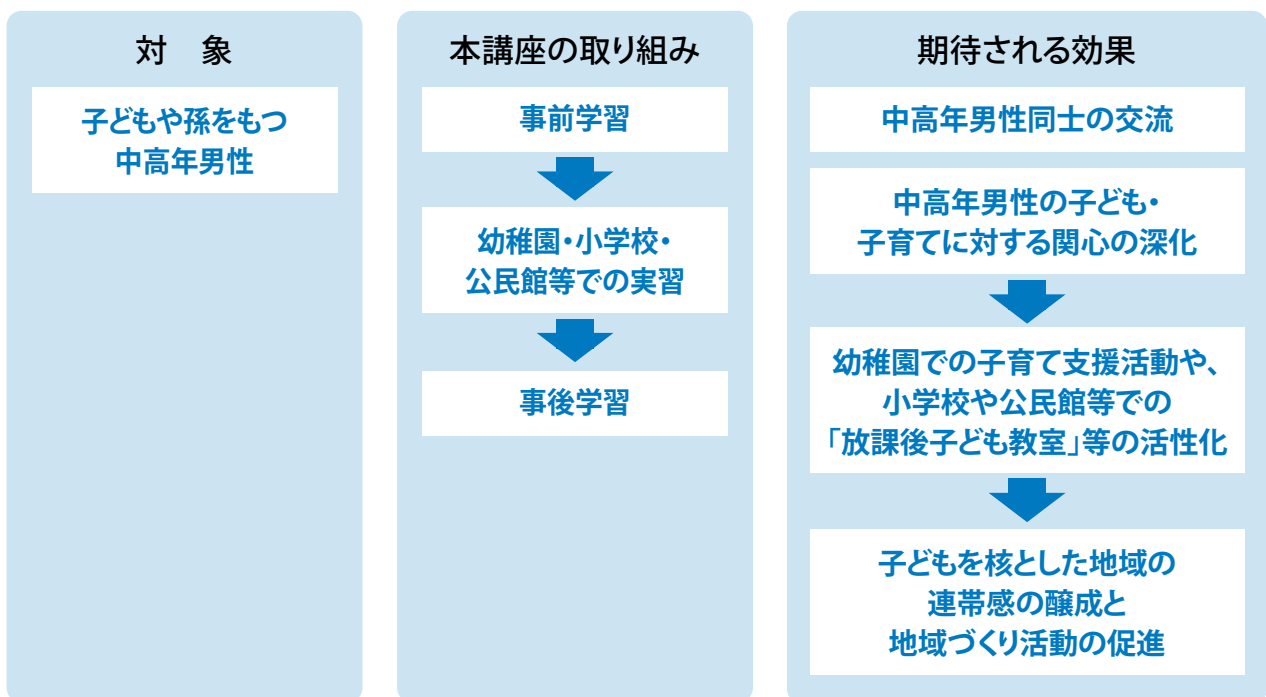 対　象
子どもや孫をもつ
中高年男性
本講座の取り組み
事前学習
幼稚園・小学校・
公民館等での実習
事後学習
期待される効果
中高年男性同士の交流
中高年男性の子ども・
子育てに対する関心の深化
幼稚園での子育て支援活動や、
小学校や公民館等での
「放課後子ども教室」等の活性化
子どもを核とした地域の
連帯感の醸成と
地域づくり活動の促進